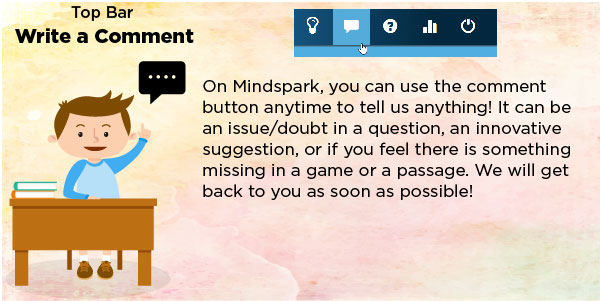 Top Bar
Write a Comment
On Mindspark, you can use the comment
button anytime to tell us anything! It can be
an issue/doubt in a question, an innovative
suggestion, or if you feel there is something
missing in a game or a passage. We will get
back to you as soon as possible!